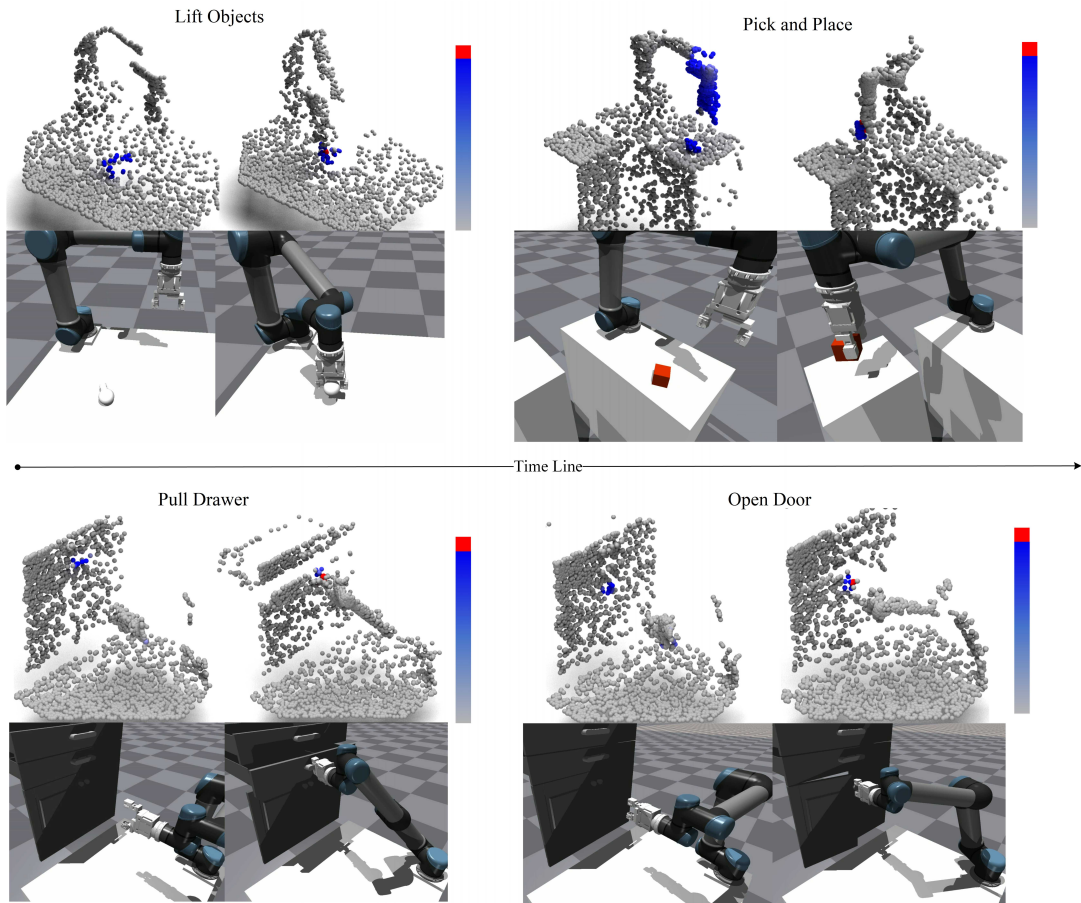 Lift Objects
Pick and Place
Time Line
Pull Drawer
Open Door